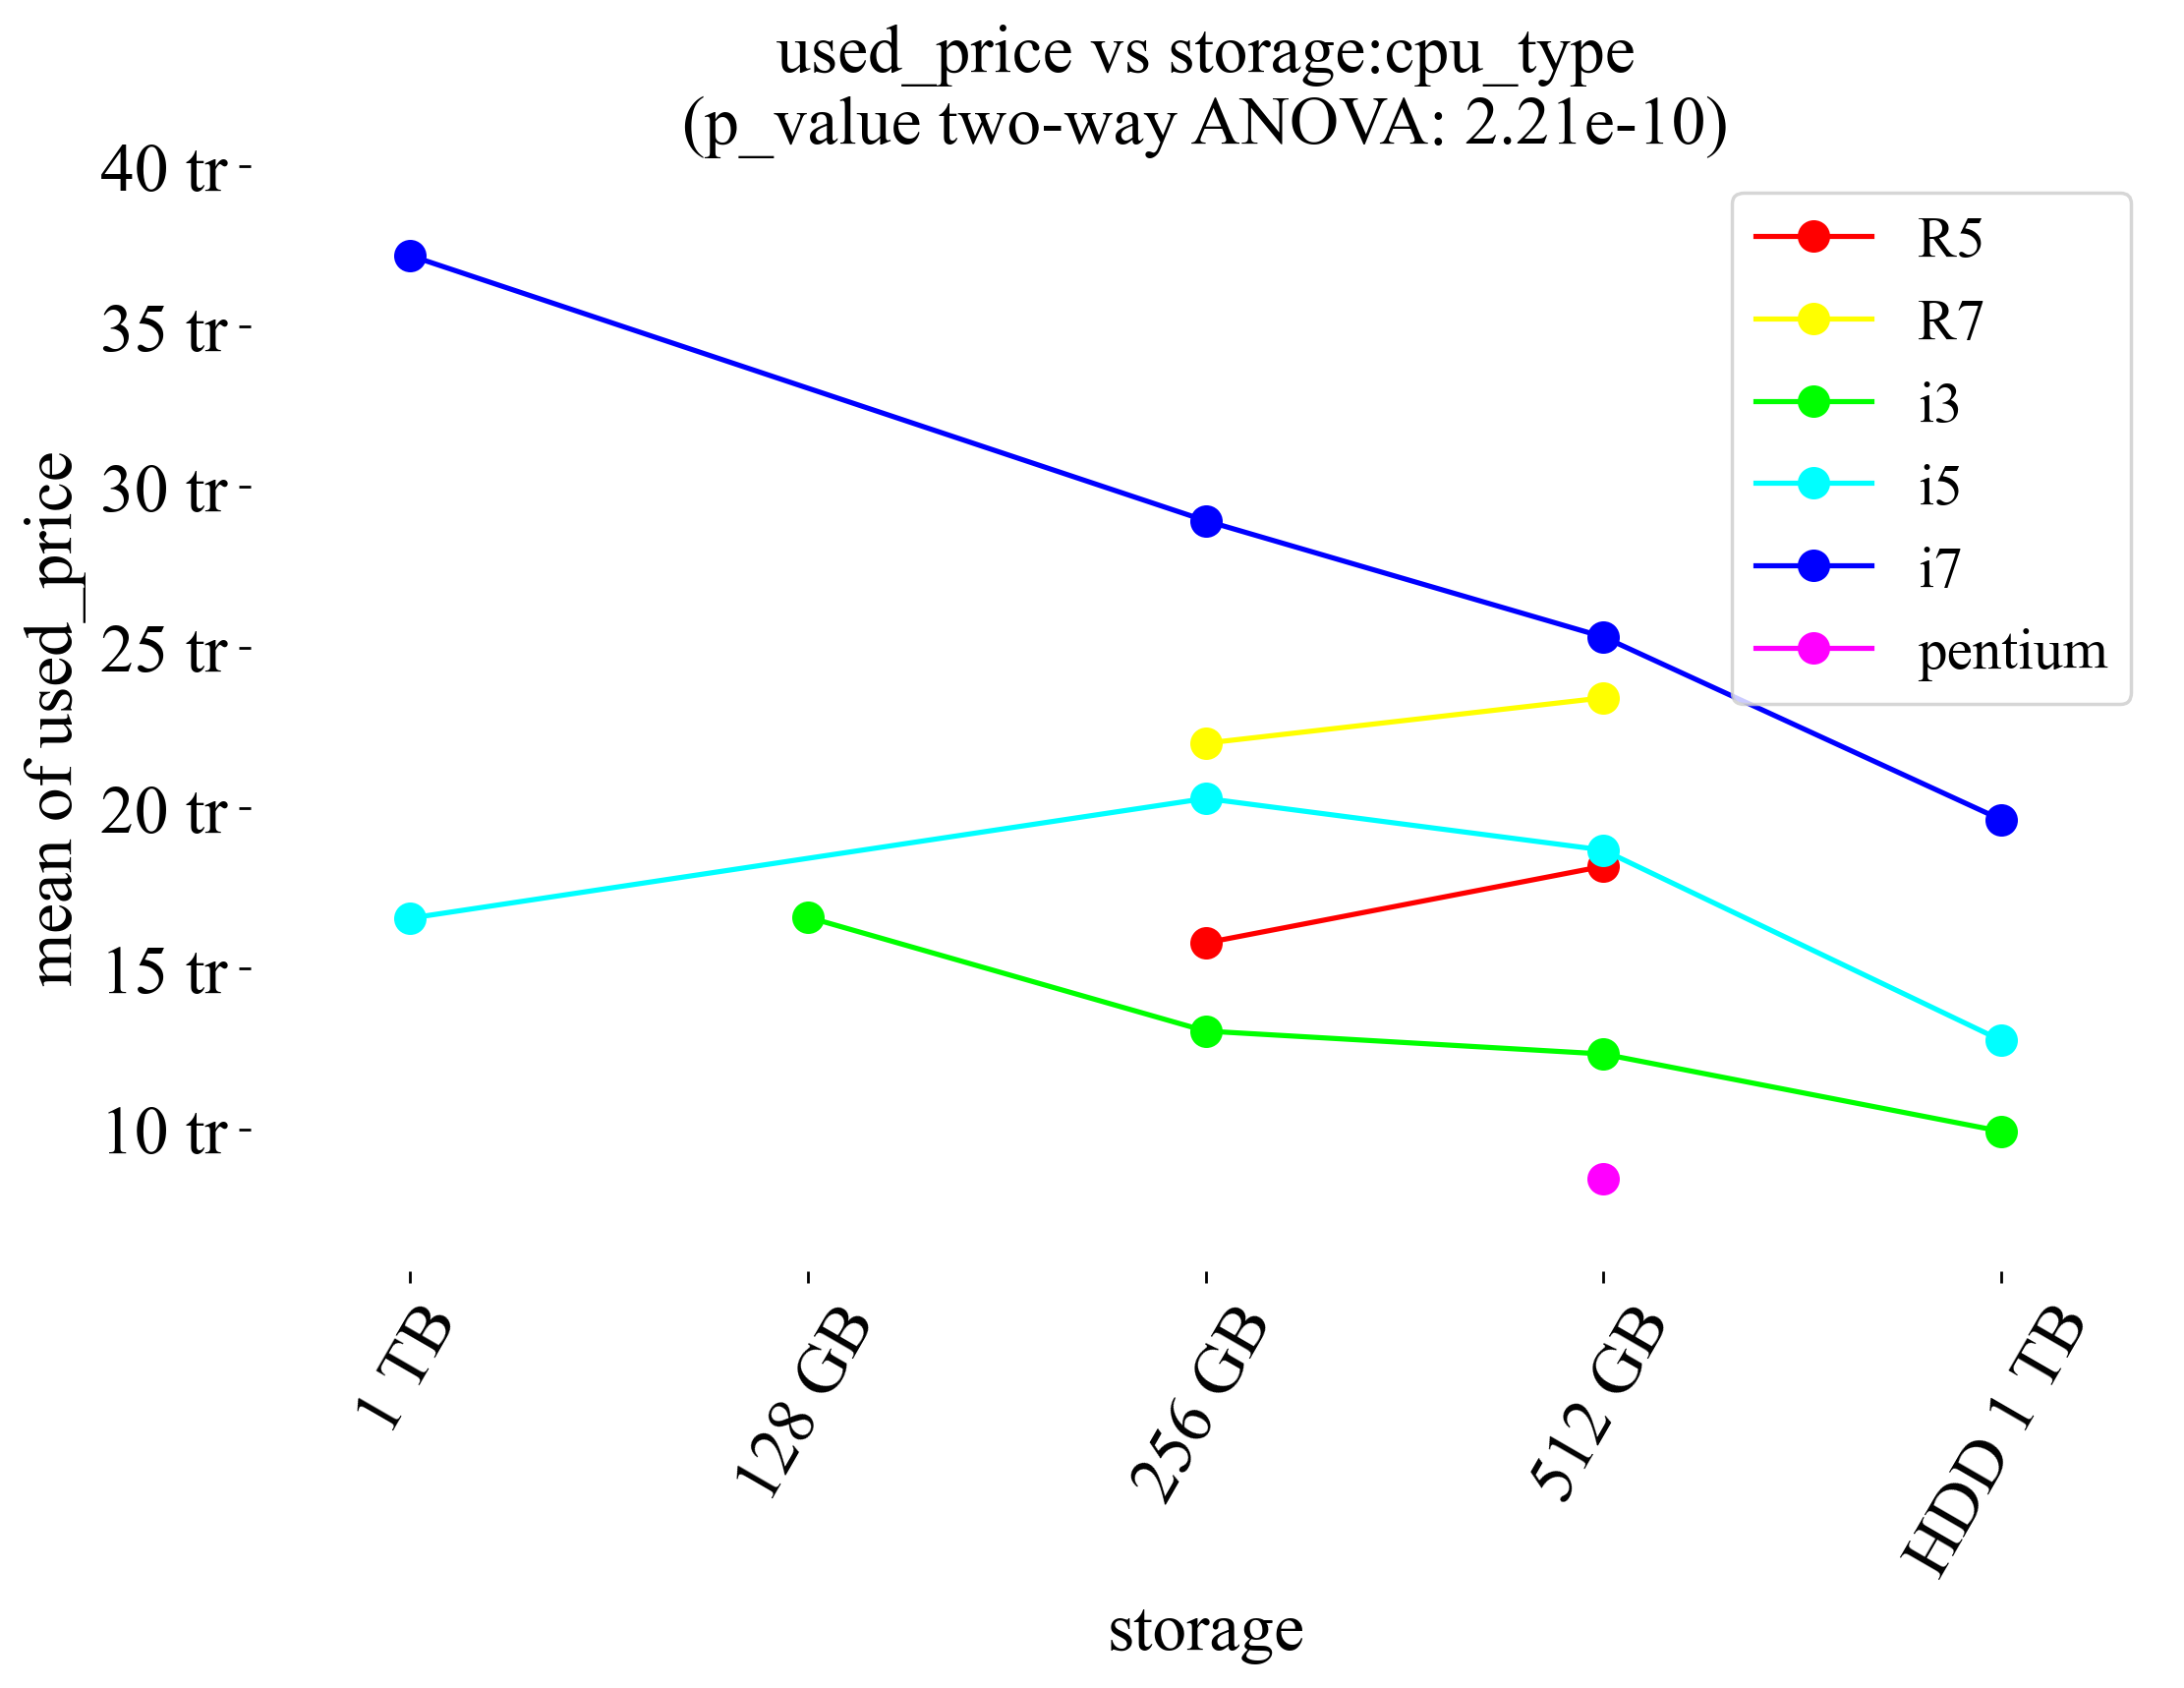 used_price vs storage:cpu_type
(p_value two-way ANOVA: 2.21e-10)
40 tr
35 tr
30 tr
25 tr
20 tr
15 tr
10 tr
mean of used_price
R5
R7
i3
i5
i7
pentium
1 TB
128 GB
256 GB
512 GB
HDD 1 TB
storage